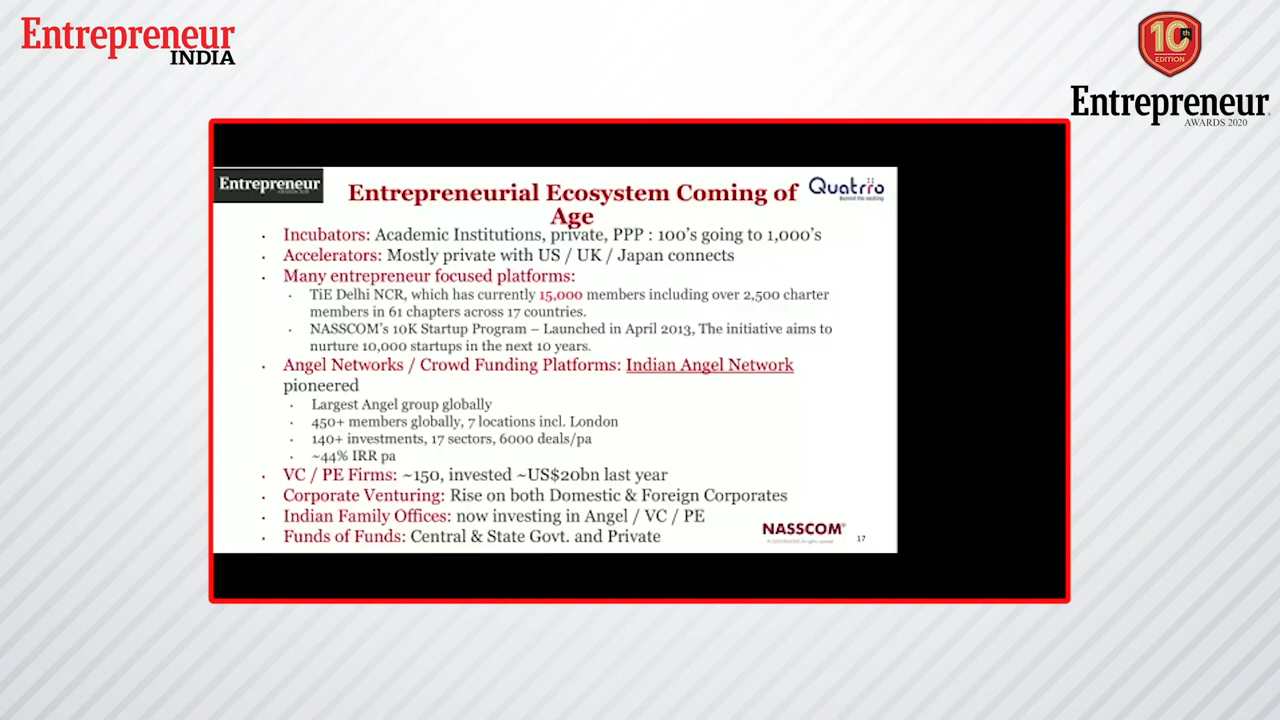 Entrepreneur
INDIA
10th
EDITION
Entrepreneur
AWARDS 2020
Entrepreneur
Quatrro
Beyond the existing
Entrepreneurial Ecosystem Coming of
Age
• Incubators: Academic Institutions, private, PPP : 100's going to 1,000's
• Accelerators: Mostly private with US / UK / Japan connects
• Many entrepreneur focused platforms:
• TiE Delhi NCR, which has currently 15,000 members including over 2,500 charter
members in 61 chapters across 17 countries.
• NASSCOM's 10K Startup Program – Launched in April 2013, The initiative aims to
nurture 10,000 startups in the next 10 years.
• Angel Networks / Crowd Funding Platforms: Indian Angel Network
pioneered
• Largest Angel group globally
• 450+ members globally, 7 locations incl. London
• 140+ investments, 17 sectors, 6000 deals/pa
• ~44% IRR pa
• VC / PE Firms: ~150, invested ~US$20bn last year
• Corporate Venturing: Rise on both Domestic & Foreign Corporates
• Indian Family Offices: now investing in Angel / VC / PE
• Funds of Funds: Central & State Govt. and Private
NASSCOM®
17